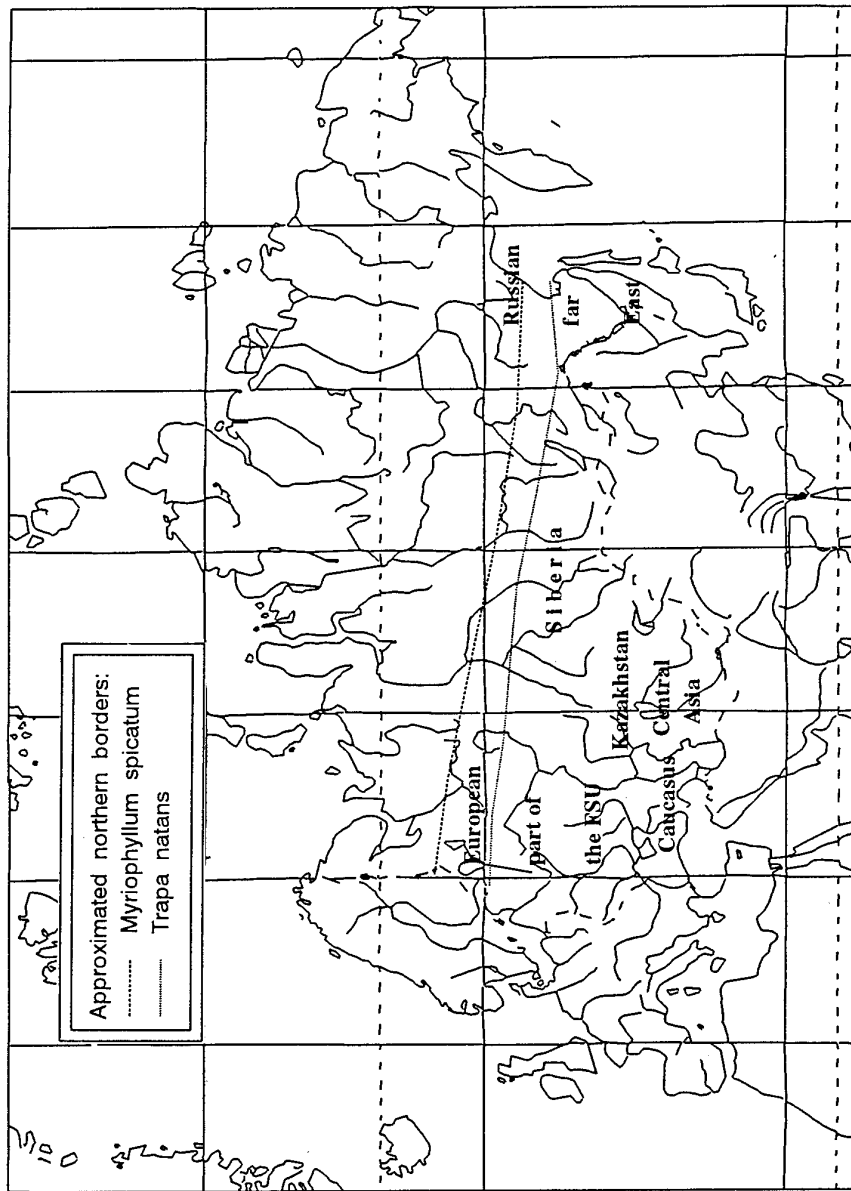 Approximated northern borders:
Myriophyllum spicatum
Trapa natans
European
part of
the FSU
Caucasus
Kazakhstan
Central
Asia
Siberia
Russian
far
East